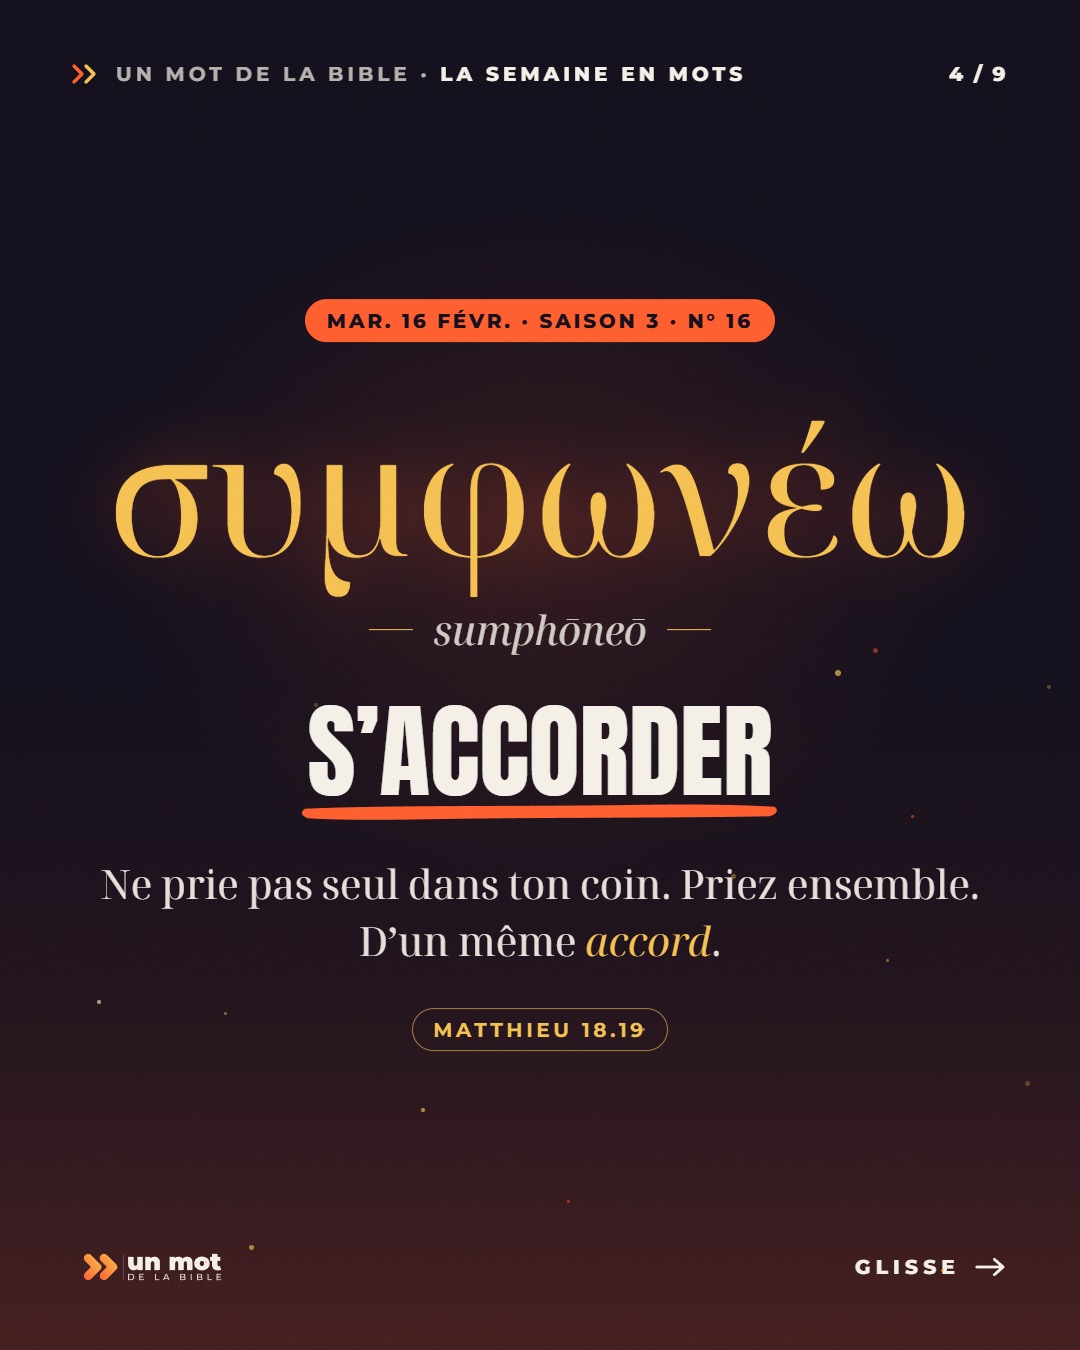 UN MOT DE LA BIBLE · LA SEMAINE EN MOTS
4 / 9
MAR. 16 FÉVR. · SAISON 3 · N° 16
συμφωνέω
sumphōneō
S’ACCORDER
Ne prie pas seul dans ton coin. Priez ensemble.
D’un même accord.
MATTHIEU 18.19
un mot
DE LA BIBLE
GLISSE →